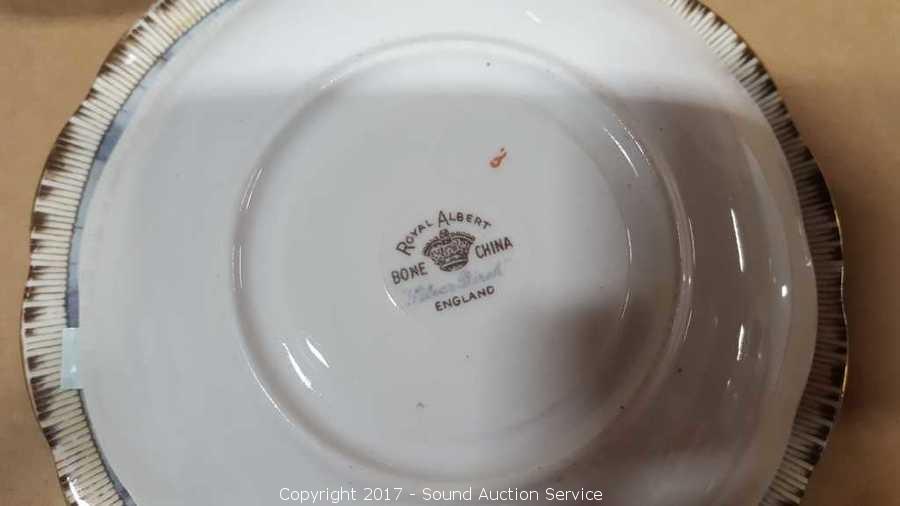 ROYAL ALBERT
BONE CHINA
"Silver Birch"
ENGLAND
Copyright 2017 - Sound Auction Service